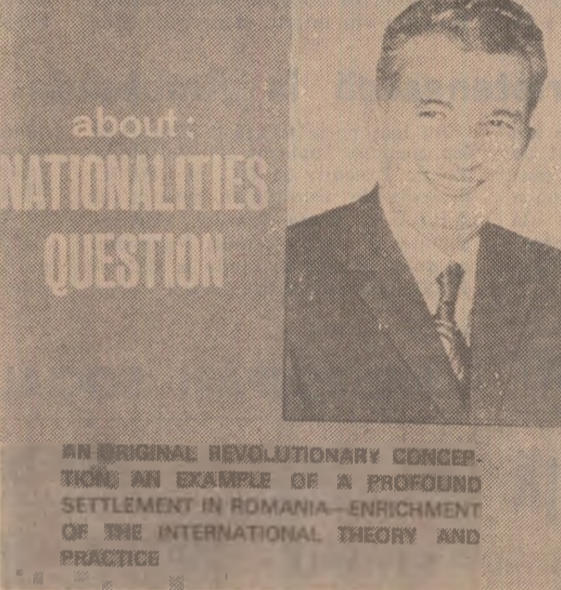 about:
NATIONALITIES
QUESTION
AN ORIGINAL REVOLUTIONARY CONCEP-
TION; AN EXAMPLE OF A PROFOUND
SETTLEMENT IN ROMANIA—ENRICHMENT
OF THE INTERNATIONAL THEORY AND
PRACTICE